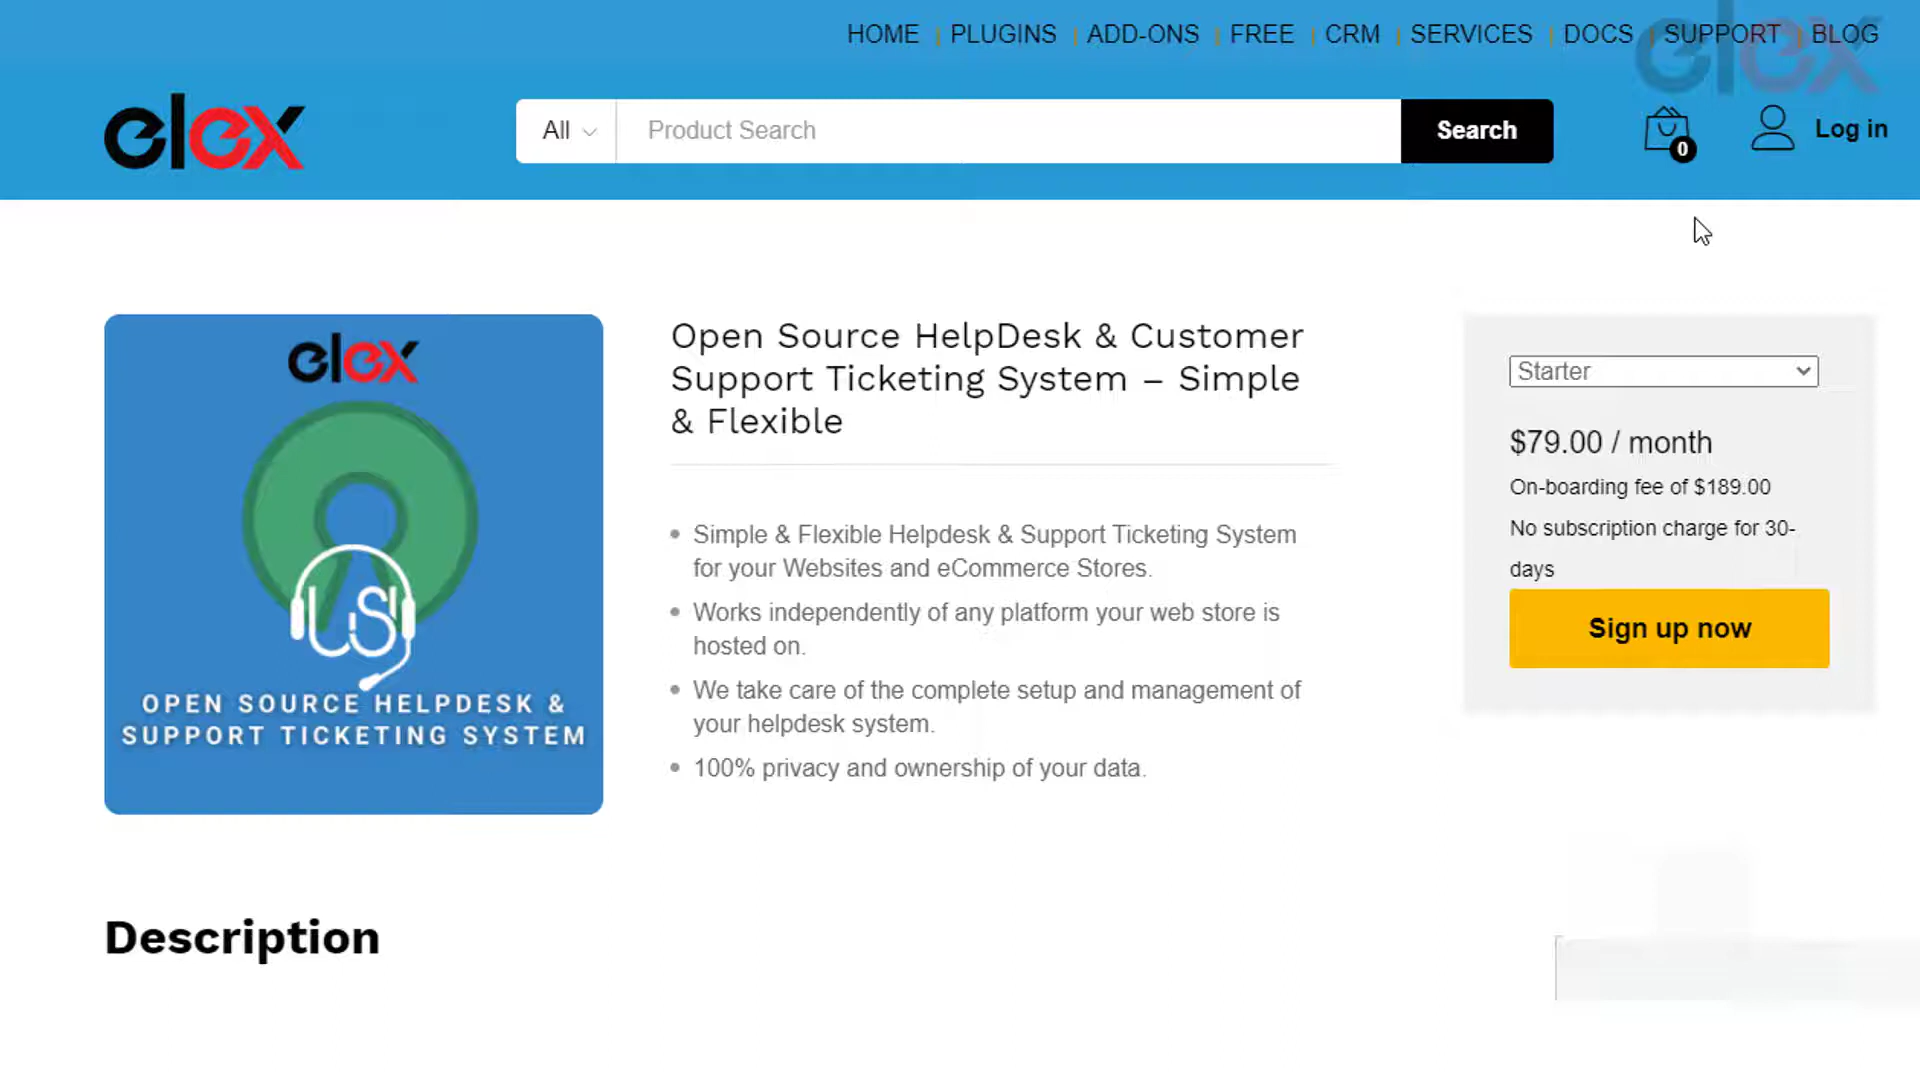 HOME PLUGINS ADD-ONS FREE CRM SERVICES DOCS SUPPORT BLOG
elex
elex
All
Product Search
Search
0
Log in
elex
OPEN SOURCE HELPDESK &
SUPPORT TICKETING SYSTEM
Open Source HelpDesk & Customer
Support Ticketing System – Simple
& Flexible
Simple & Flexible Helpdesk & Support Ticketing System
for your Websites and eCommerce Stores.
Works independently of any platform your web store is
hosted on.
We take care of the complete setup and management of
your helpdesk system.
100% privacy and ownership of your data.
Starter
$79.00 / month
On-boarding fee of $189.00
No subscription charge for 30-
days
Sign up now
Description